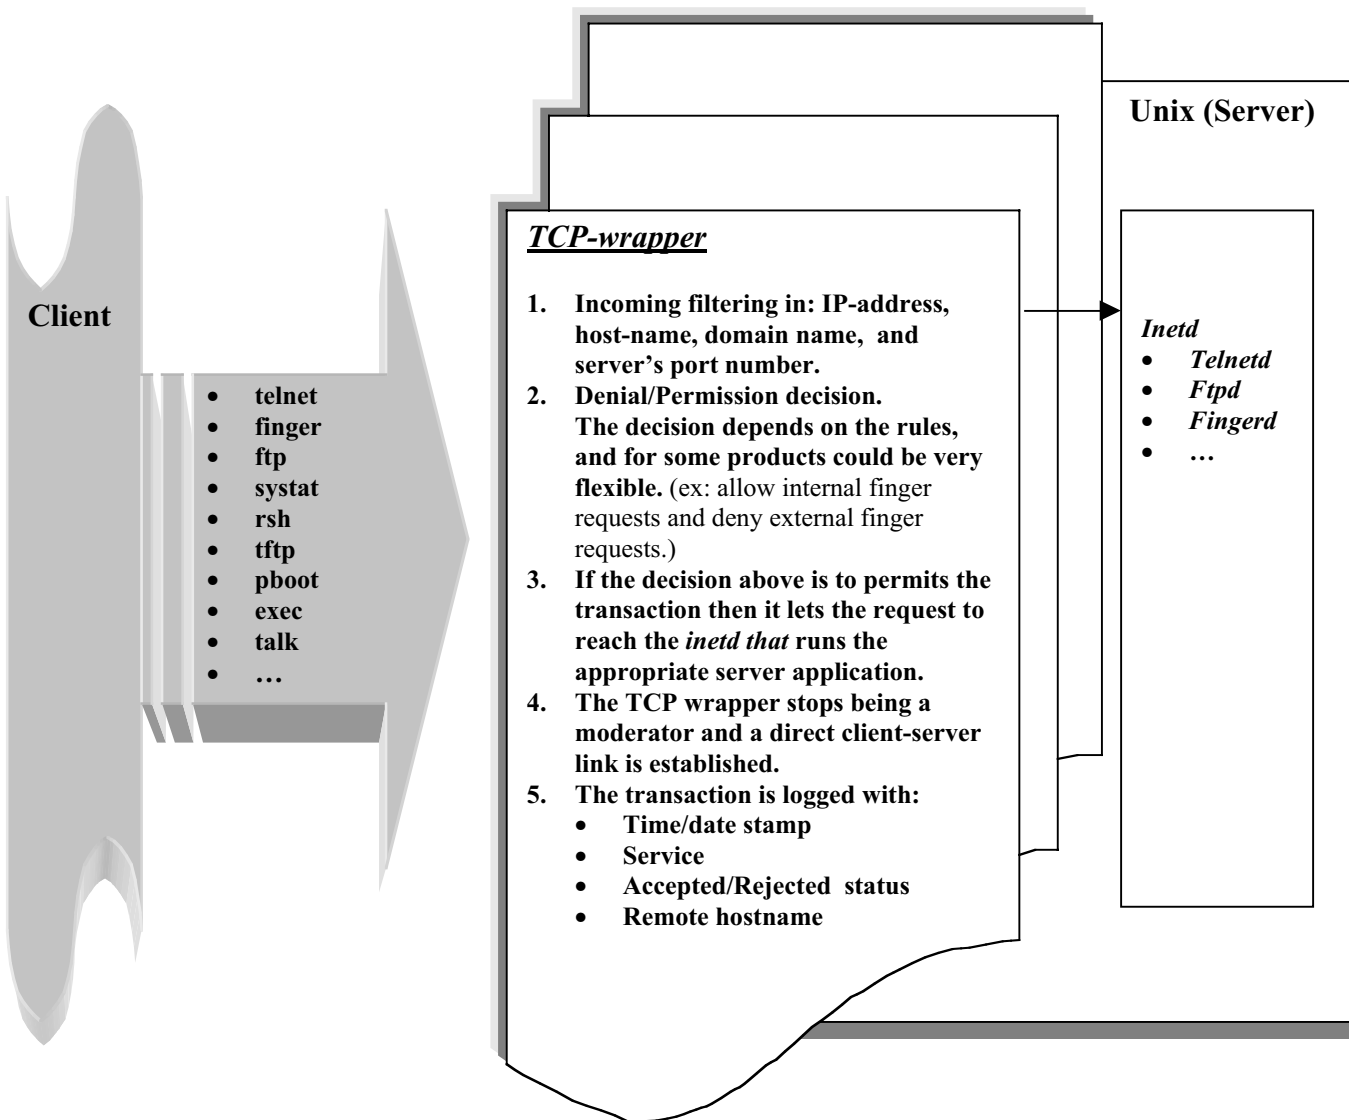 Client
• telnet
• finger
• ftp
• systat
• rsh
• tftp
• pboot
• exec
• talk
• …
TCP-wrapper
1. Incoming filtering in: IP-address,
host-name, domain name, and
server's port number.
2. Denial/Permission decision.
The decision depends on the rules,
and for some products could be very
flexible. (ex: allow internal finger
requests and deny external finger
requests.)
3. If the decision above is to permits the
transaction then it lets the request to
reach the inetd that runs the
appropriate server application.
4. The TCP wrapper stops being a
moderator and a direct client-server
link is established.
5. The transaction is logged with:
• Time/date stamp
• Service
• Accepted/Rejected status
• Remote hostname
Unix (Server)
Inetd
• Telnetd
• Ftpd
• Fingerd
• …